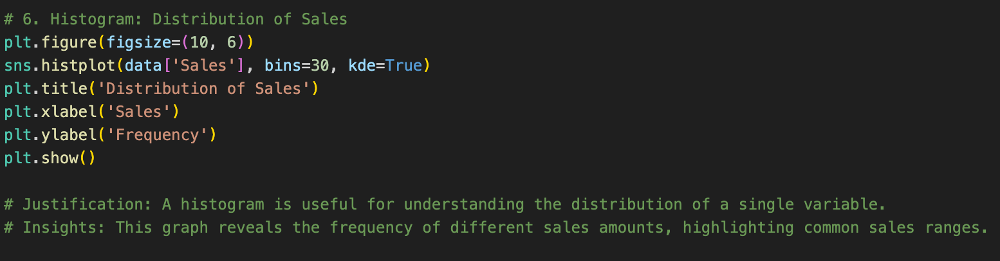 # 6. Histogram: Distribution of Sales
plt.figure(figsize=(10, 6))
sns.histplot(data['Sales'], bins=30, kde=True)
plt.title('Distribution of Sales')
plt.xlabel('Sales')
plt.ylabel('Frequency')
plt.show()
# Justification: A histogram is useful for understanding the distribution of a single variable.
# Insights: This graph reveals the frequency of different sales amounts, highlighting common sales ranges.